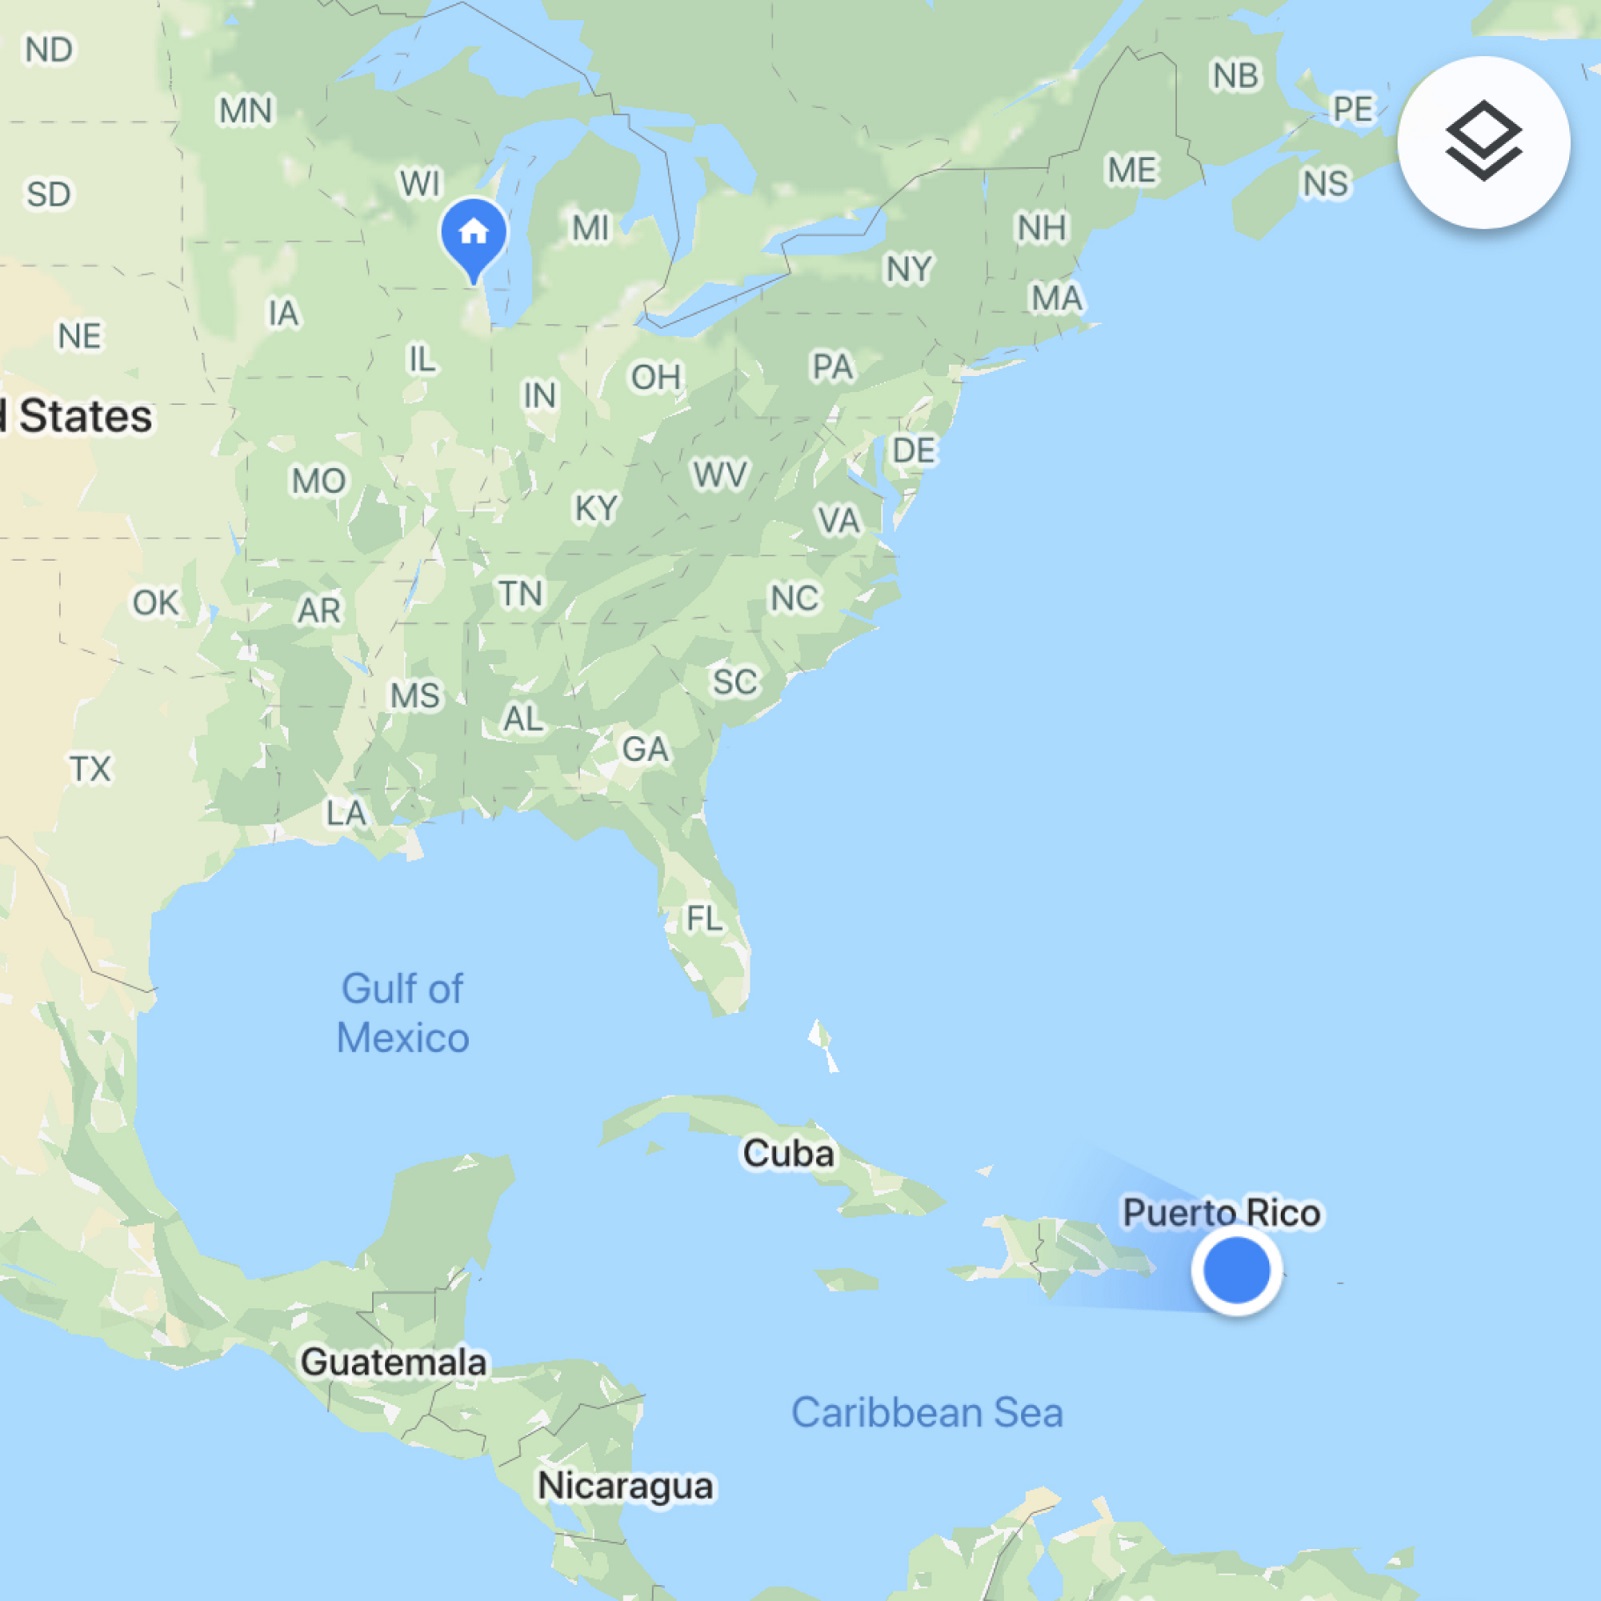 ND
NB
MN
PE
ME
WI
SD
NS
MI
NH
NY
MA
IA
NE
IL
PA
OH
IN
d States
DE
WV
MO
KY
VA
TN
NC
OK
AR
SC
MS
AL
GA
TX
LA
FL
Gulf of
Mexico
Cuba
Puerto Rico
Guatemala
Caribbean Sea
Nicaragua